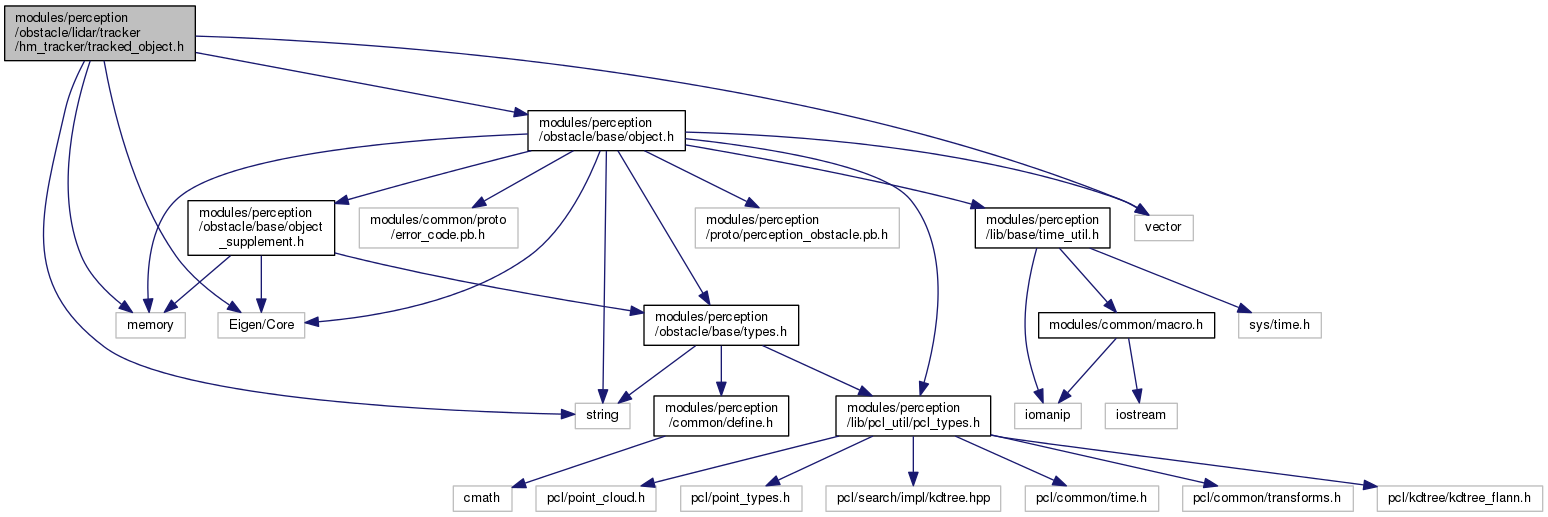 modules/perception
/obstacle/lidar/tracker
/hm_tracker/tracked_object.h
modules/perception
/obstacle/base/object.h
modules/perception
/obstacle/base/object
_supplement.h
modules/common/proto
/error_code.pb.h
modules/perception
/proto/perception_obstacle.pb.h
modules/perception
/lib/base/time_util.h
vector
memory
Eigen/Core
modules/perception
/obstacle/base/types.h
modules/common/macro.h
sys/time.h
string
modules/perception
/common/define.h
modules/perception
/lib/pcl_util/pcl_types.h
iomanip
iostream
cmath
pcl/point_cloud.h
pcl/point_types.h
pcl/search/impl/kdtree.hpp
pcl/common/time.h
pcl/common/transforms.h
pcl/kdtree/kdtree_flann.h